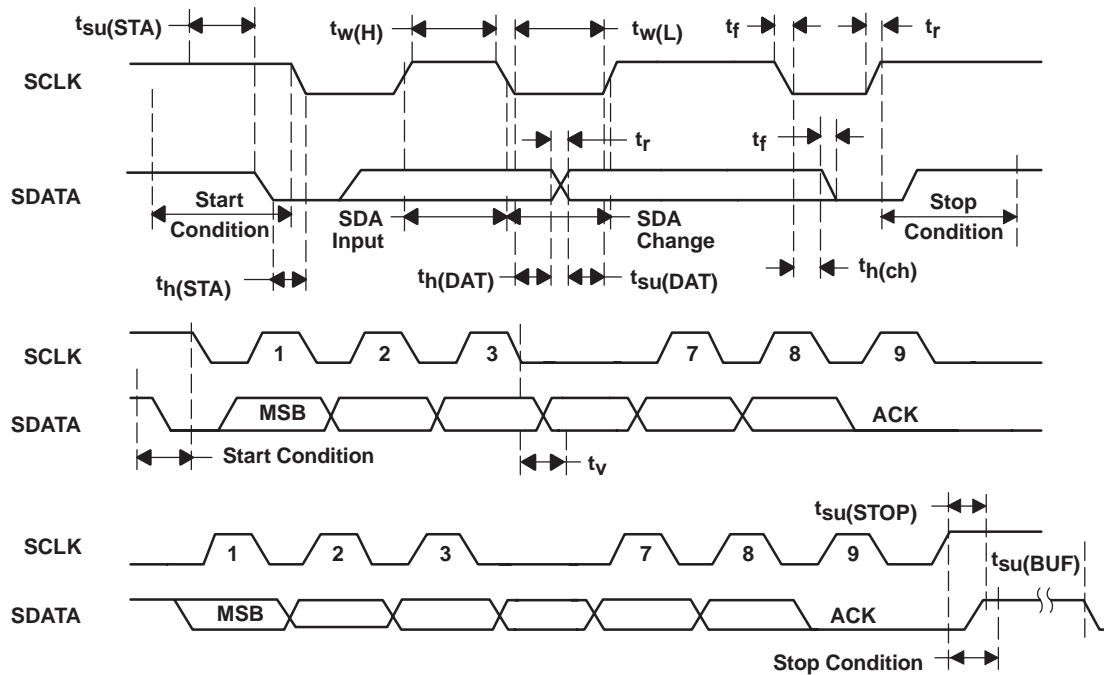 tsu(STA)
tw(H)
tw(L)
tf
tr
SCLK
tr
tf
SDATA
Start
Condition
SDA
Input
SDA
Change
Stop
Condition
th(STA)
th(DAT)
tsu(DAT)
th(ch)
SCLK
1
2
3
7
8
9
SDATA
MSB
ACK
Start Condition
tv
tsu(STOP)
SCLK
1
2
3
7
8
9
tsu(BUF)
SDATA
MSB
ACK
Stop Condition